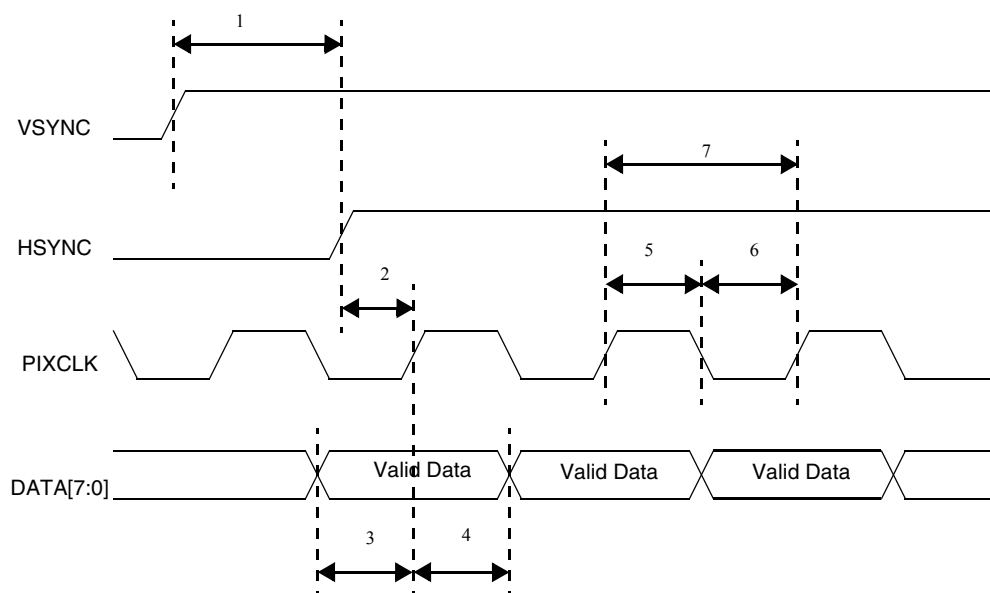 1
VSYNC
7
HSYNC
2
5
6
PIXCLK
DATA[7:0]
Valid Data
Valid Data
Valid Data
3
4